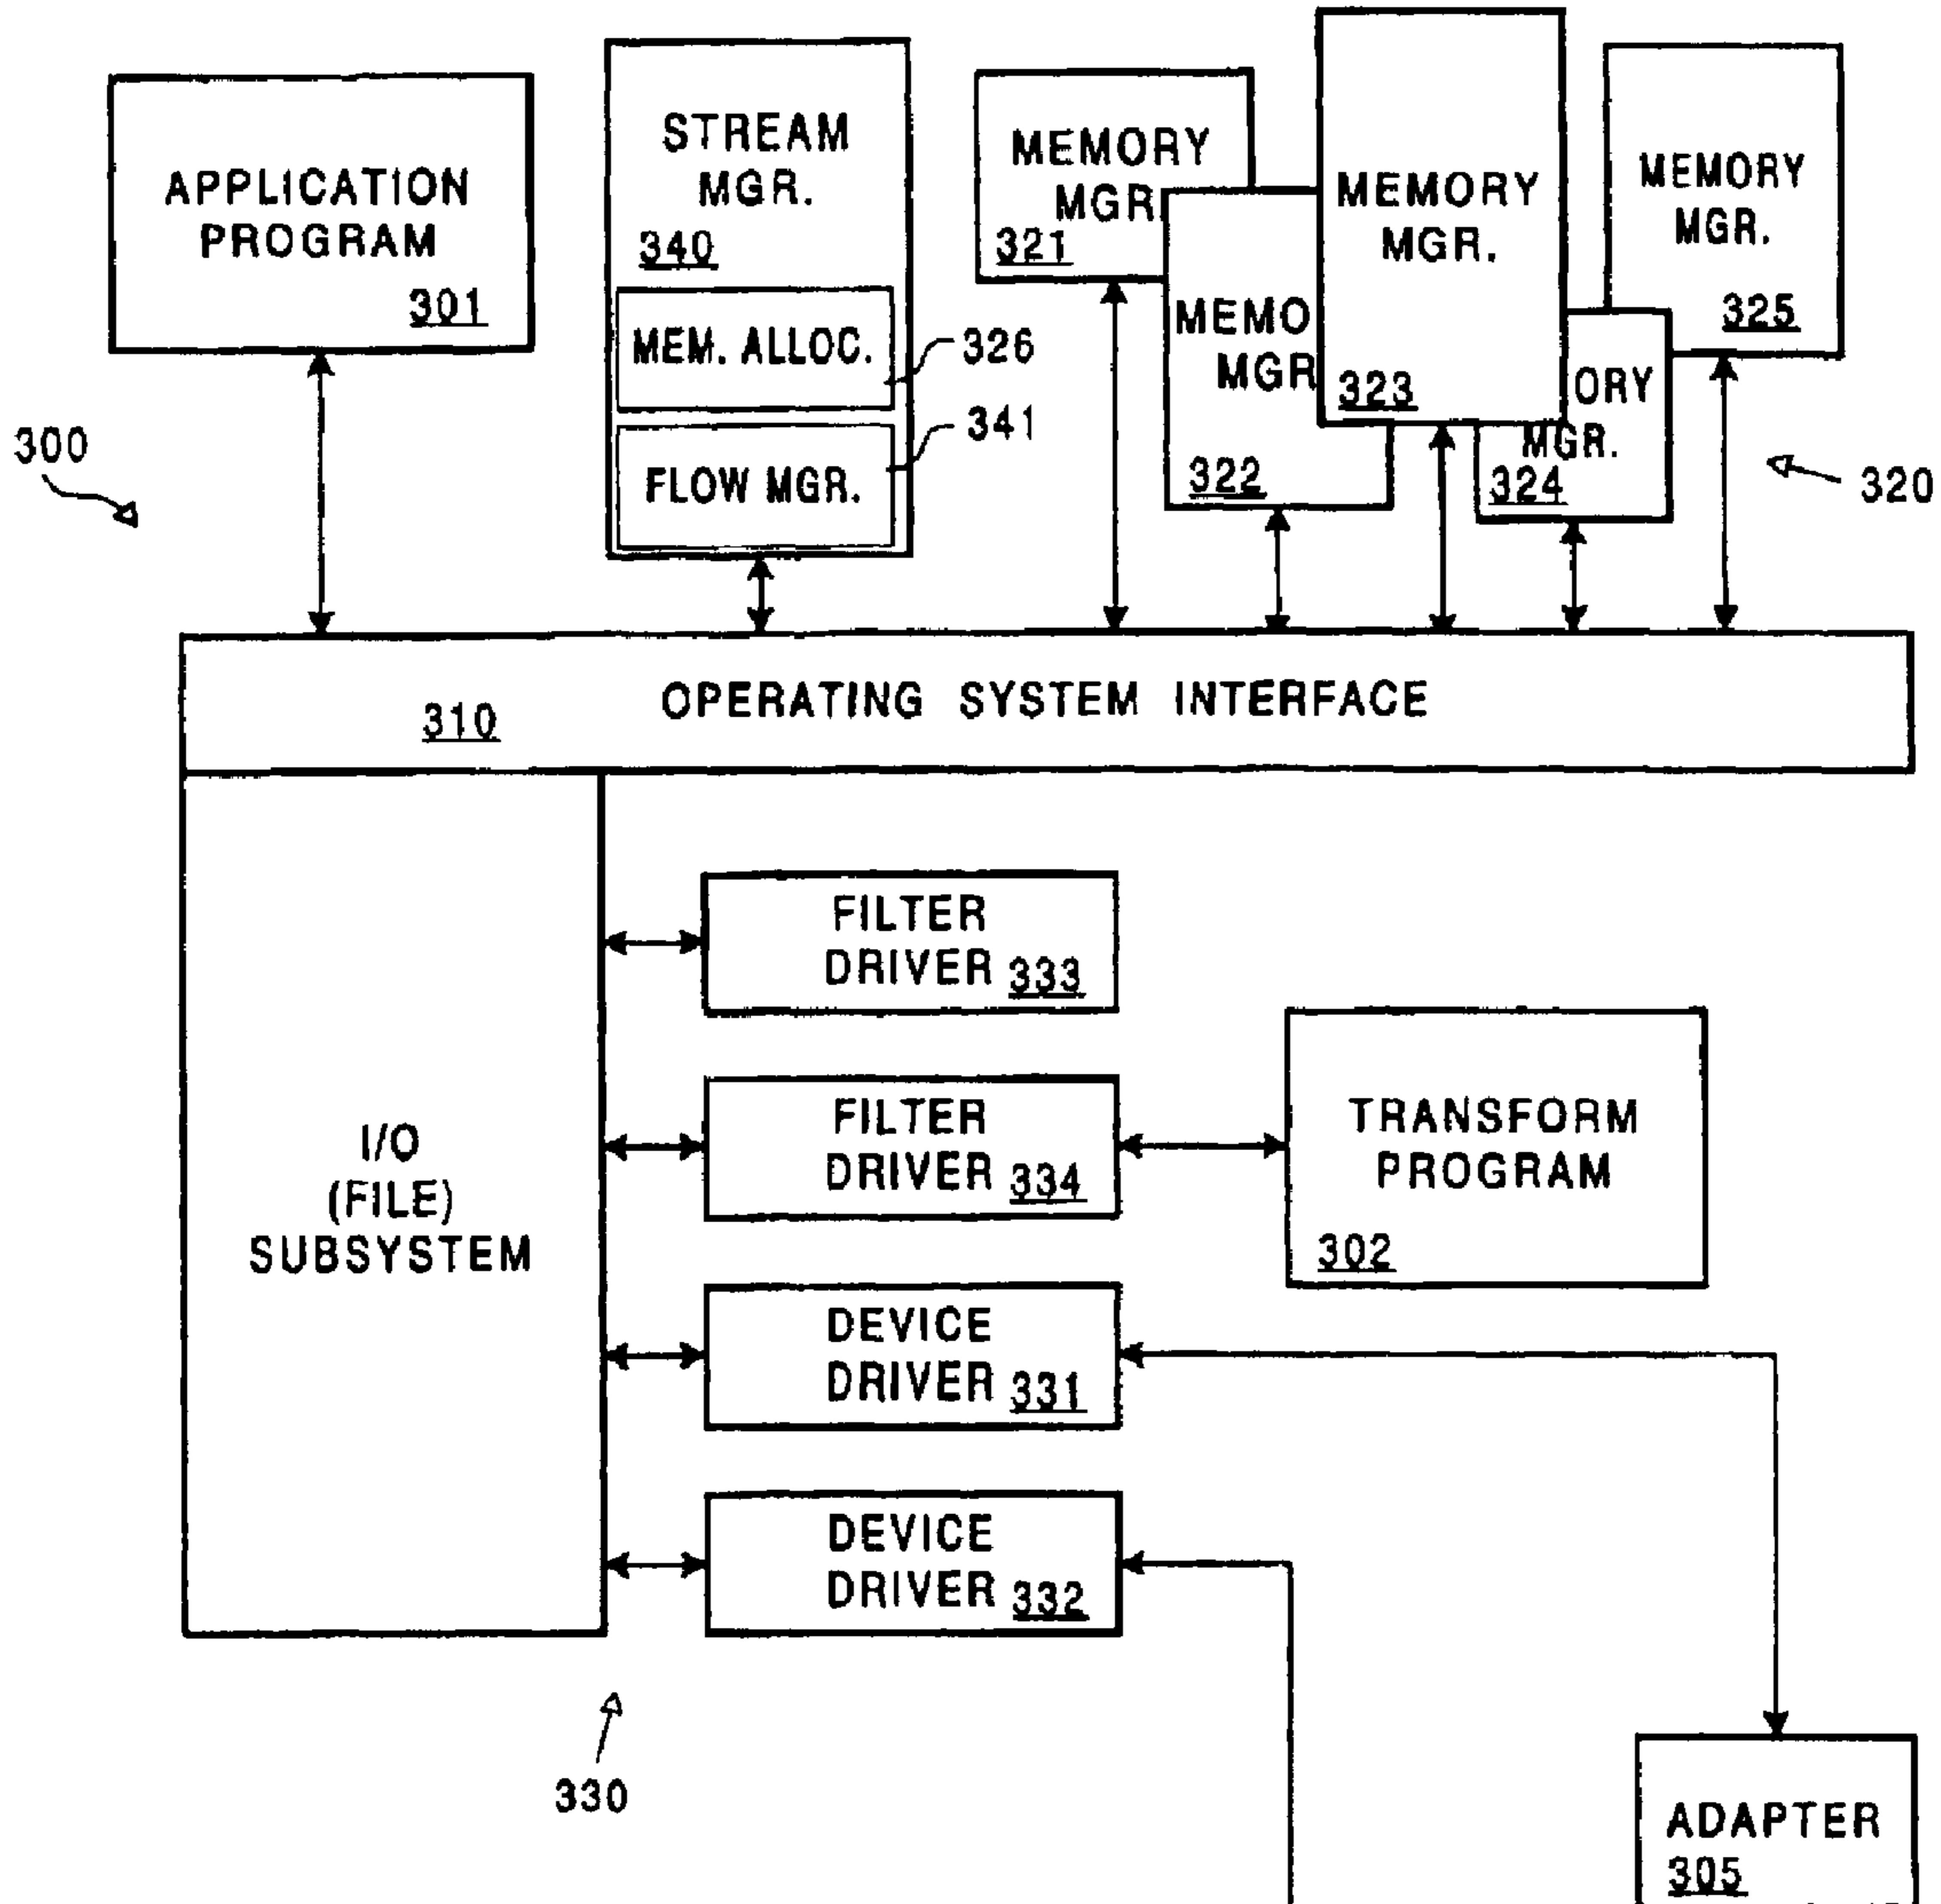 APPLICATION
PROGRAM
301
STREAM
MGR.
340
MEM. ALLOC.
326
FLOW MGR.
341
MEMORY
MGR
321
MEMO
MGR
322
MEMORY
MGR.
323
ORY
MGR.
324
MEMORY
MGR.
325
300
320
310
OPERATING SYSTEM INTERFACE
I/O
(FILE)
SUBSYSTEM
FILTER
DRIVER 333
FILTER
DRIVER 334
TRANSFORM
PROGRAM
302
DEVICE
DRIVER 331
DEVICE
DRIVER 332
330
ADAPTER
305